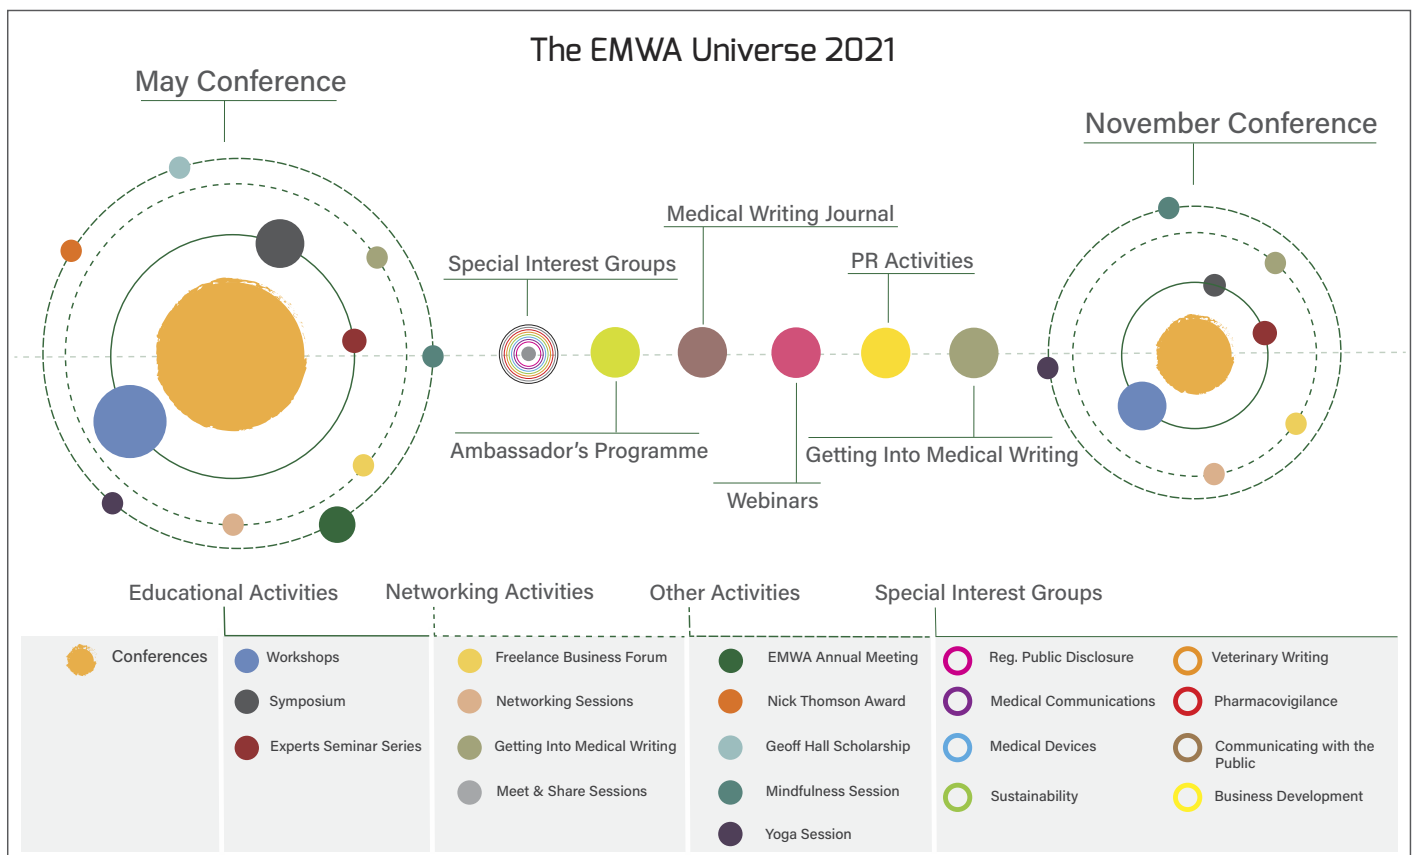 The EMWA Universe 2021
May Conference
November Conference
Medical Writing Journal
Special Interest Groups
PR Activities
Ambassador's Programme
Getting Into Medical Writing
Webinars
Educational Activities
Networking Activities
Other Activities
Special Interest Groups
Conferences
Workshops
Symposium
Experts Seminar Series
Freelance Business Forum
Networking Sessions
Getting Into Medical Writing
Meet & Share Sessions
EMWA Annual Meeting
Nick Thomson Award
Geoff Hall Scholarship
Mindfulness Session
Yoga Session
Reg. Public Disclosure
Medical Communications
Medical Devices
Sustainability
Veterinary Writing
Pharmacovigilance
Communicating with the
Public
Business Development